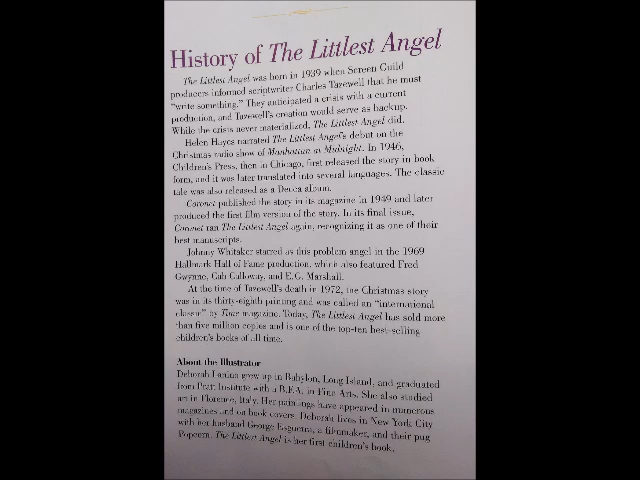 History of The Littlest Angel
The Littlest Angel was born in 1939 when Screen Guild
producers informed scriptwriter Charles Tazewell that he must
"write something." They anticipated a crisis with a current
production, and Tazewell's creation would serve as backup.
While the crisis never materialized, The Littlest Angel did.
Helen Hayes narrated The Littlest Angel's debut on the
Christmas radio show of Manhattan at Midnight. In 1946,
Children's Press, then in Chicago, first released the story in book
form, and it was later translated into several languages. The classic
tale was also released as a Decca album.
Coronet published the story in its magazine in 1949 and later
produced the first film version of the story. In its final issue,
Coronet ran The Littlest Angel again, recognizing it as one of their
best manuscripts.
Johnny Whitaker starred as this problem angel in the 1969
Hallmark Hall of Fame production, which also featured Fred
Gwynne, Cab Calloway, and E.G. Marshall.
At the time of Tazewell's death in 1972, the Christmas story
was in its thirty-eighth printing and was called an "international
classic" by Time magazine. Today, The Littlest Angel has sold more
than five million copies and is one of the top-ten best-selling
children's books of all time.
About the Illustrator
Deborah Lanino grew up in Babylon, Long Island, and graduated
from Pratt Institute with a B.F.A. in Fine Arts. She also studied
art in Florence, Italy. Her paintings have appeared in numerous
magazines and on book covers. Deborah lives in New York City
with her husband George Esguerra, a filmmaker, and their pug
Popcorn. The Littlest Angel is her first children's book.